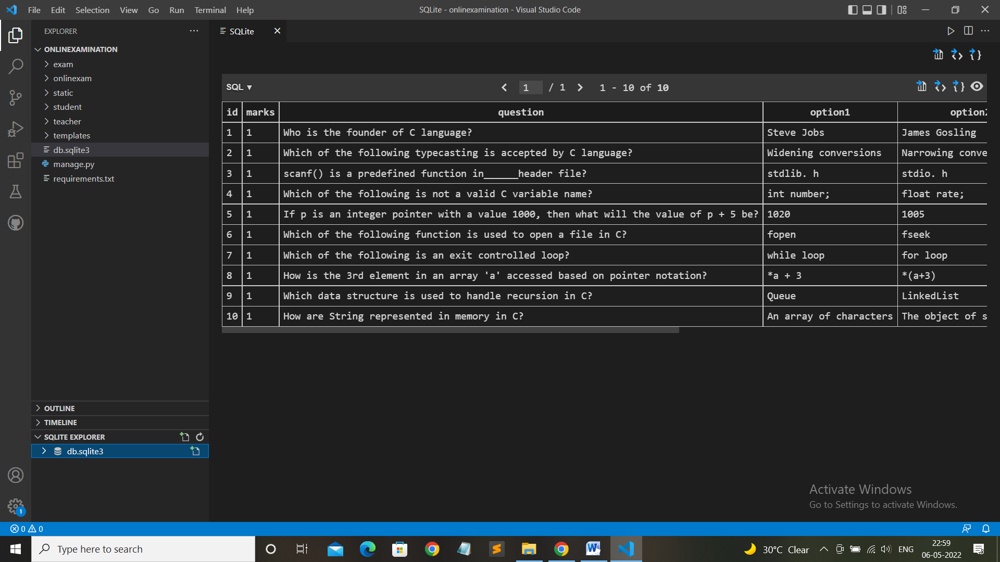 File Edit Selection View Go Run Terminal Help
SQLite - onlinexamination - Visual Studio Code
EXPLORER
ONLINEXAMINATION
exam
onlinexam
static
student
teacher
templates
db.sqlite3
manage.py
requirements.txt
OUTLINE
TIMELINE
SQLITE EXPLORER
db.sqlite3
1
SQLite
SQL ▼ < 1 / 1 > 1 - 10 of 10
id marks question option1 option2
1 1 Who is the founder of C language? Steve Jobs James Gosling
2 1 Which of the following typecasting is accepted by C language? Widening conversions Narrowing conve
3 1 scanf() is a predefined function in______header file? stdlib. h stdio. h
4 1 Which of the following is not a valid C variable name? int number; float rate;
5 1 If p is an integer pointer with a value 1000, then what will the value of p + 5 be? 1020 1005
6 1 Which of the following function is used to open a file in C? fopen fseek
7 1 Which of the following is an exit controlled loop? while loop for loop
8 1 How is the 3rd element in an array 'a' accessed based on pointer notation? *a + 3 *(a+3)
9 1 Which data structure is used to handle recursion in C? Queue LinkedList
10 1 How are String represented in memory in C? An array of characters The object of s
Activate Windows
Go to Settings to activate Windows.
0 0
Type here to search
30°C Clear
ENG
22:59
06-05-2022